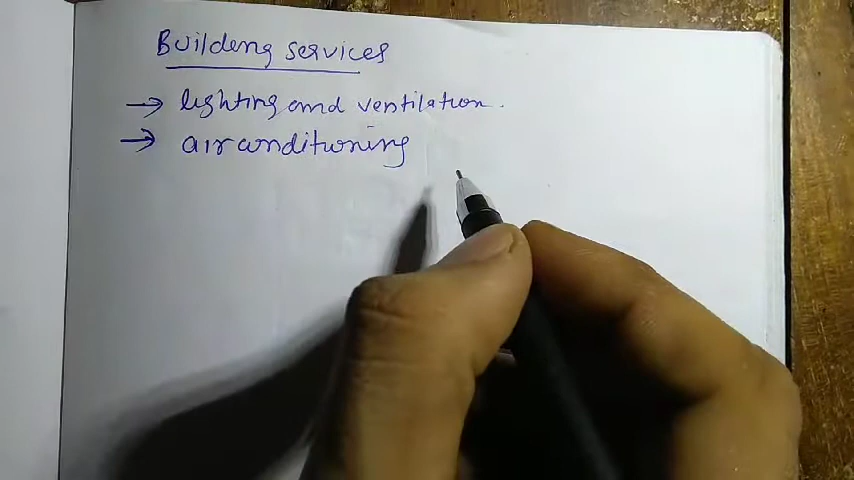 Building services
→ lighting and ventilation.
→ airconditioning